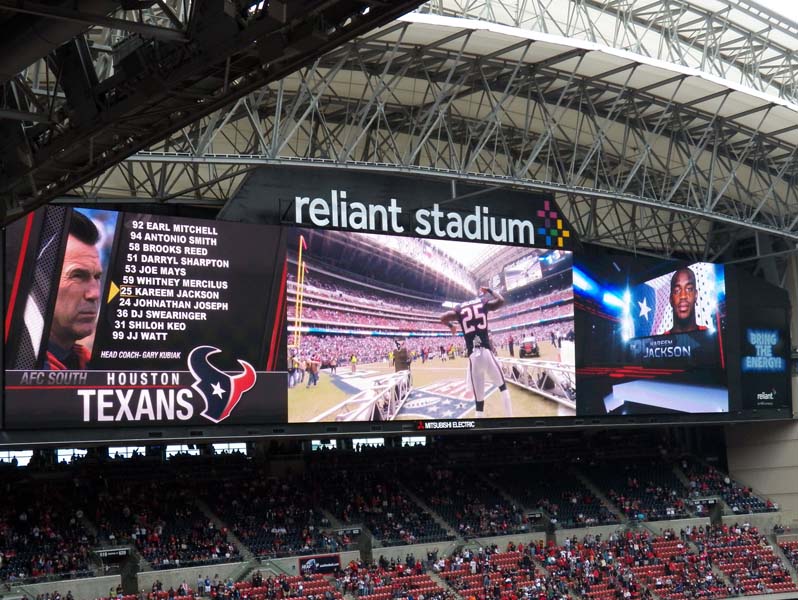 reliant stadium
92 EARL MITCHELL
94 ANTONIO SMITH
58 BROOKS REED
51 DARRYL SHARPTON
53 JOE MAYS
59 WHITNEY MERCILUS
25 KAREEM JACKSON
24 JOHNATHAN JOSEPH
36 DJ SWEARINGER
31 SHILOH KEO
99 JJ WATT
HEAD COACH- GARY KUBIAK
AFC SOUTH
HOUSTON
TEXANS
25
KAREEM
JACKSON
BRING
THE
ENERGY!
reliant
MITSUBISHI ELECTRIC